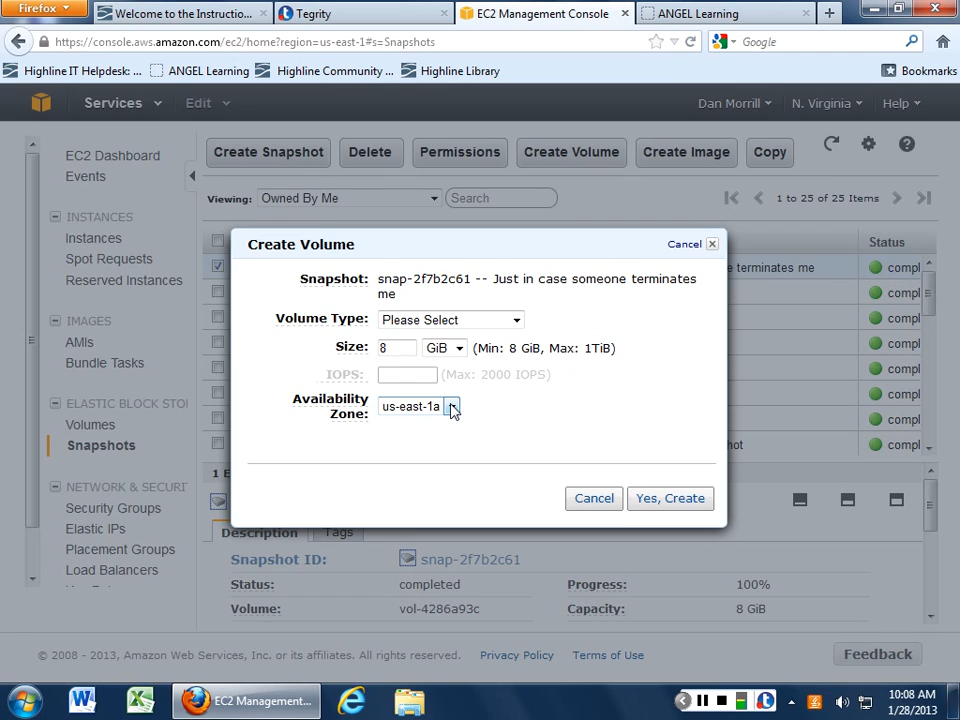 Firefox
Welcome to the Instructio...
Tegrity
EC2 Management Console
ANGEL Learning
https://console.aws.amazon.com/ec2/home?region=us-east-1#s=Snapshots
Google
Highline IT Helpdesk: ...
ANGEL Learning
Highline Community ...
Highline Library
Bookmarks
Services
Edit
Dan Morrill
N. Virginia
Help
EC2 Dashboard
Events
INSTANCES
Instances
Spot Requests
Reserved Instances
IMAGES
AMIs
Bundle Tasks
ELASTIC BLOCK STO
Volumes
Snapshots
NETWORK & SECURIT
Security Groups
Elastic IPs
Placement Groups
Load Balancers
Create Snapshot
Delete
Permissions
Create Volume
Create Image
Copy
Viewing:
Owned By Me
Search
1 to 25 of 25 Items
Status
e terminates me
compl
compl
compl
compl
compl
compl
compl
ot
compl
Create Volume
Cancel
Snapshot:
snap-2f7b2c61 -- Just in case someone terminates
me
Volume Type:
Please Select
Size:
8
GiB
(Min: 8 GiB, Max: 1TiB)
IOPS:
(Max: 2000 IOPS)
Availability
Zone:
us-east-1a
Cancel
Yes, Create
1 E
Description
Tags
Snapshot ID:
snap-2f7b2c61
Status:
completed
Progress:
100%
Volume:
vol-4286a93c
Capacity:
8 GiB
© 2008 - 2013, Amazon Web Services, Inc. or its affiliates. All rights reserved.
Privacy Policy
Terms of Use
Feedback
EC2 Management...
10:08 AM
1/28/2013